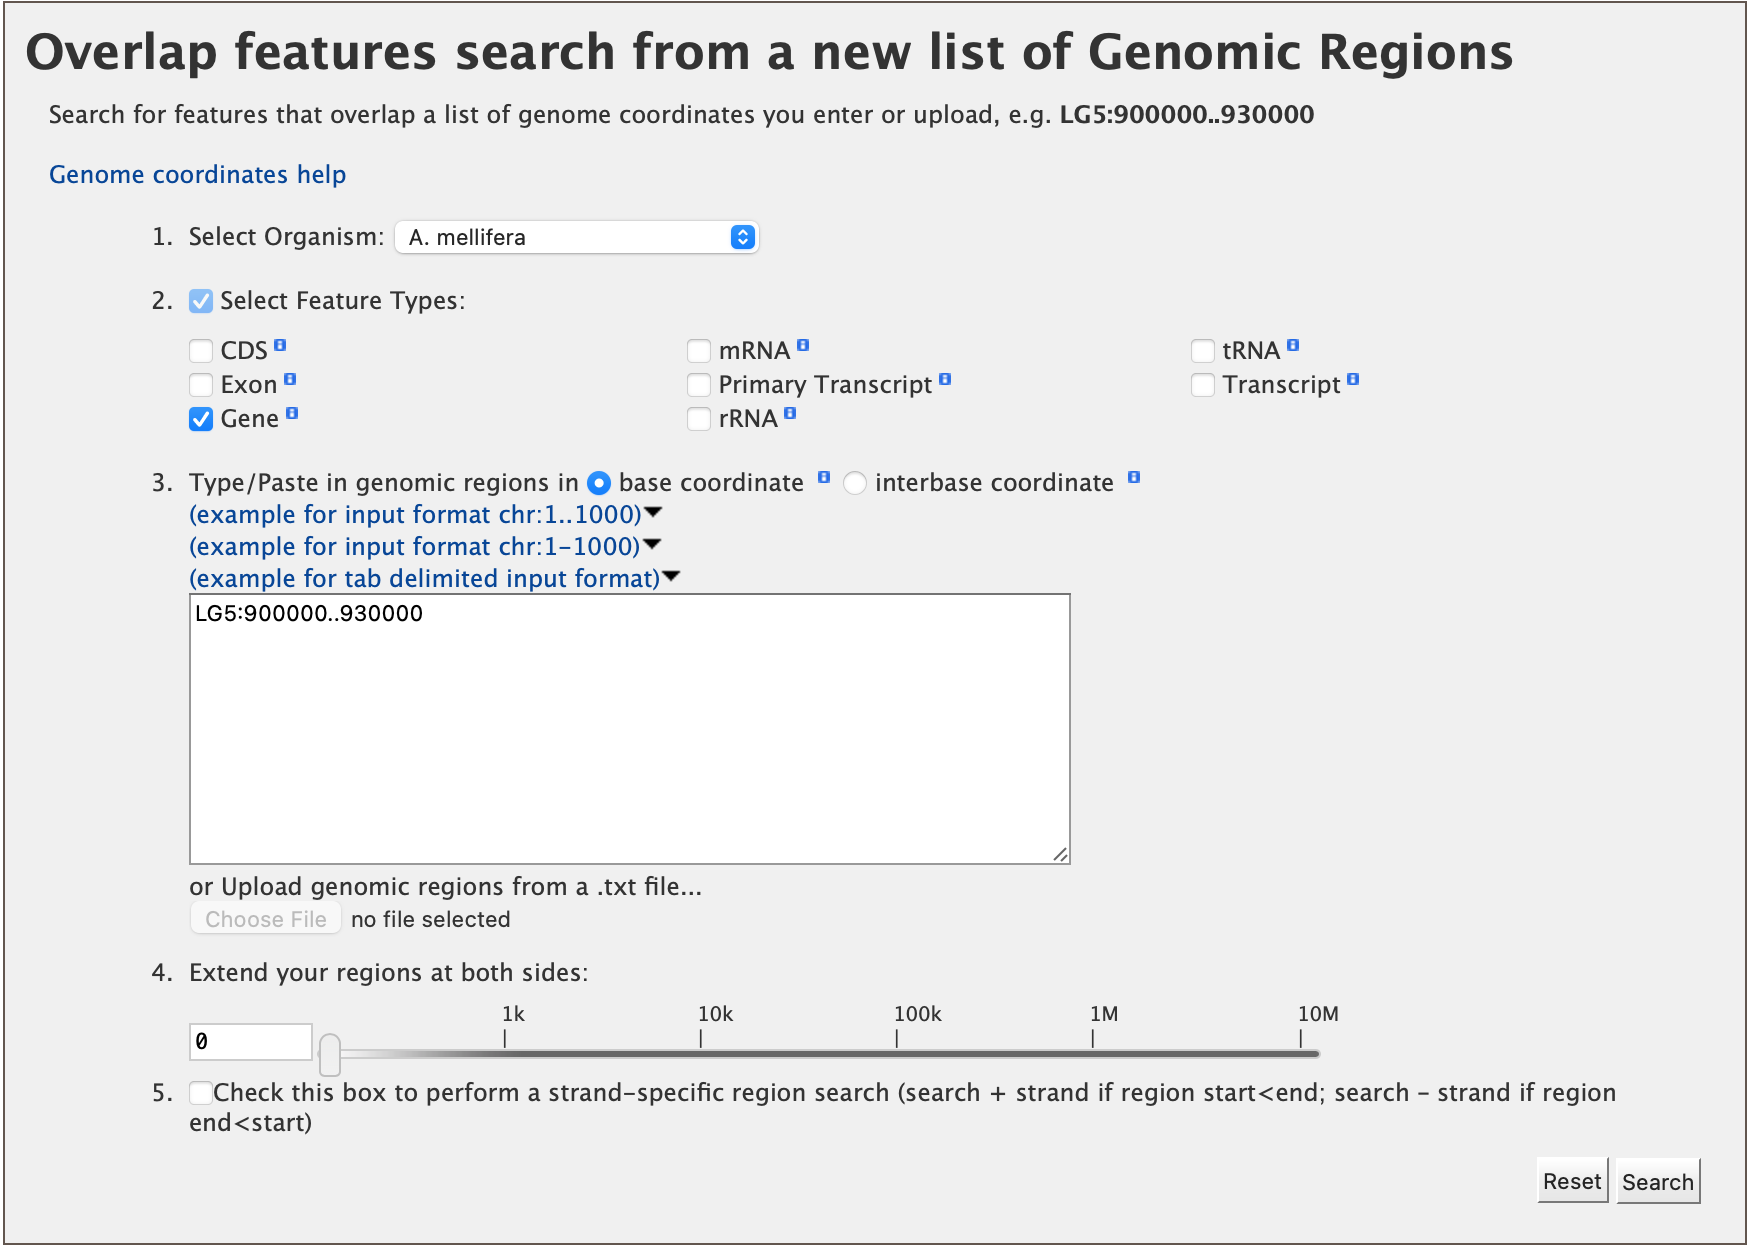 Overlap features search from a new list of Genomic Regions
Search for features that overlap a list of genome coordinates you enter or upload, e.g. LG5:900000..930000
Genome coordinates help
1. Select Organism: A. mellifera
2. Select Feature Types:
CDS mRNA tRNA
Exon Primary Transcript Transcript
Gene rRNA
3. Type/Paste in genomic regions in base coordinate interbase coordinate
(example for input format chr:1..1000)
(example for input format chr:1-1000)
(example for tab delimited input format)
LG5:900000..930000
or Upload genomic regions from a .txt file...
Choose File no file selected
4. Extend your regions at both sides:
1k 10k 100k 1M 10M
0
5. Check this box to perform a strand-specific region search (search + strand if region start<end; search - strand if region
end<start)
Reset Search